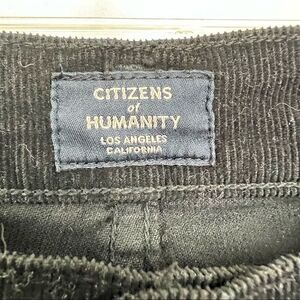 CITIZENS
of
HUMANITY
LOS ANGELES
CALIFORNIA